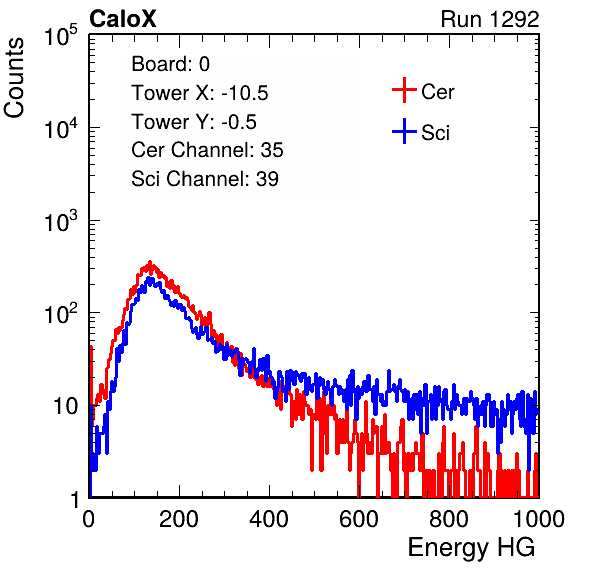 CaloX Run 1292
Counts
10^5
10^4
10^3
10^2
10
1
Board: 0
Tower X: -10.5
Tower Y: -0.5
Cer Channel: 35
Sci Channel: 39
Cer
Sci
0 200 400 600 800 1000
Energy HG